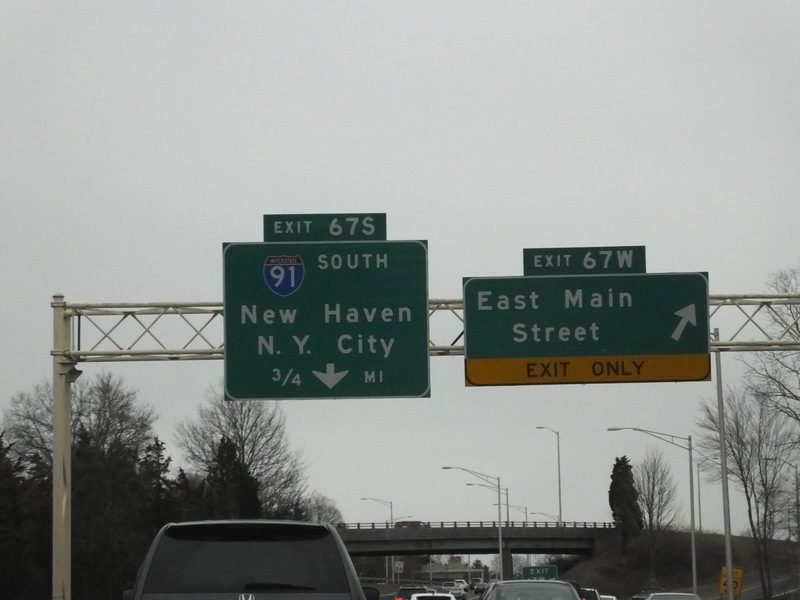 EXIT 67S
INTERSTATE
91 SOUTH
New Haven
N. Y. City
3/4 MI
EXIT 67W
East Main
Street
EXIT ONLY
EXIT